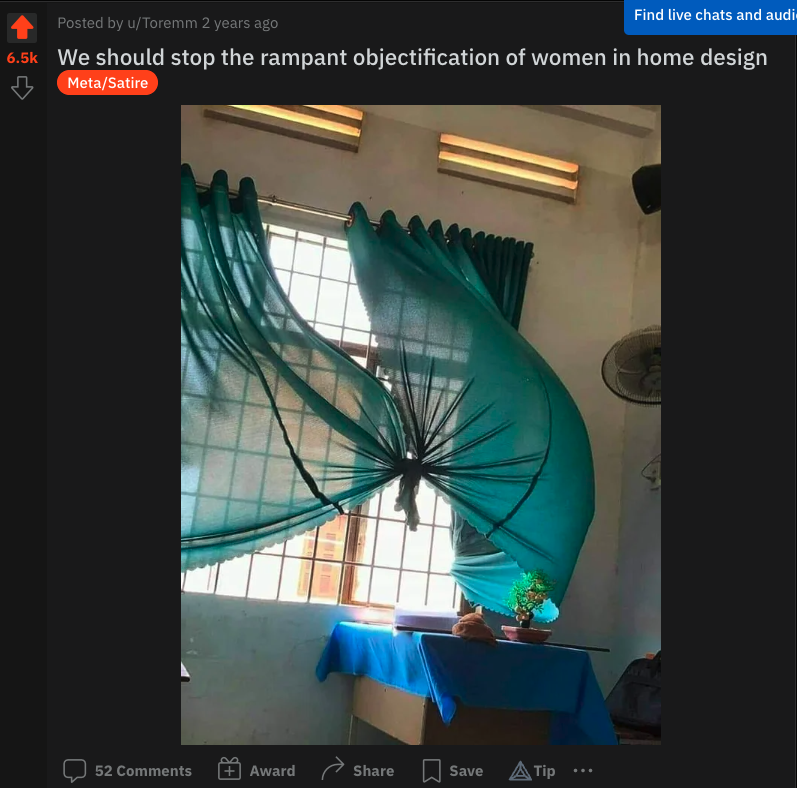 Posted by u/Toremm 2 years ago
Find live chats and audi
6.5k
We should stop the rampant objectification of women in home design
Meta/Satire
52 Comments
Award
Share
Save
Tip